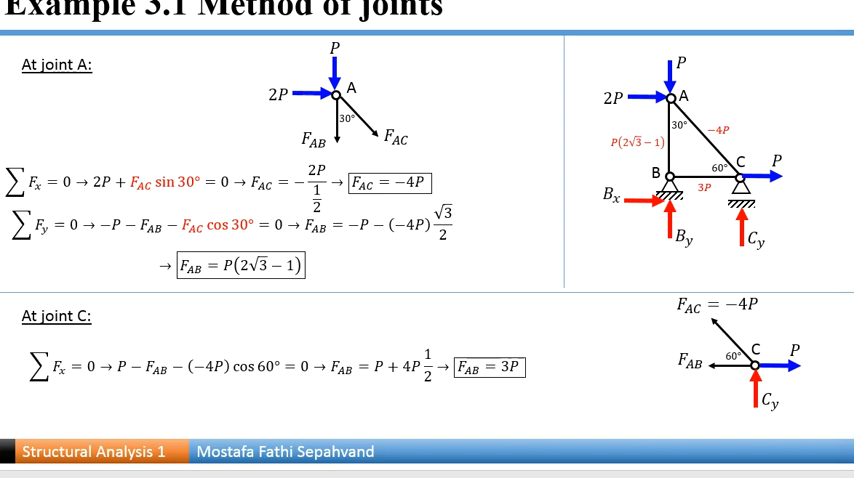 Example 3.1 Method of joints
At joint A:
P
2P
A
30°
F_AB
F_AC
∑ F_x = 0 → 2P + F_AC sin 30° = 0 → F_AC = − 2P / (1/2) → F_AC = −4P
∑ F_y = 0 → −P − F_AB − F_AC cos 30° = 0 → F_AB = −P − (−4P) √3/2
→ F_AB = P(2√3 − 1)
P
2P
A
30°
−4P
P(2√3 − 1)
B
60°
C
P
3P
B_x
B_y
C_y
At joint C:
∑ F_x = 0 → P − F_AB − (−4P) cos 60° = 0 → F_AB = P + 4P 1/2 → F_AB = 3P
F_AC = −4P
F_AB
60°
C
P
C_y
Structural Analysis 1
Mostafa Fathi Sepahvand